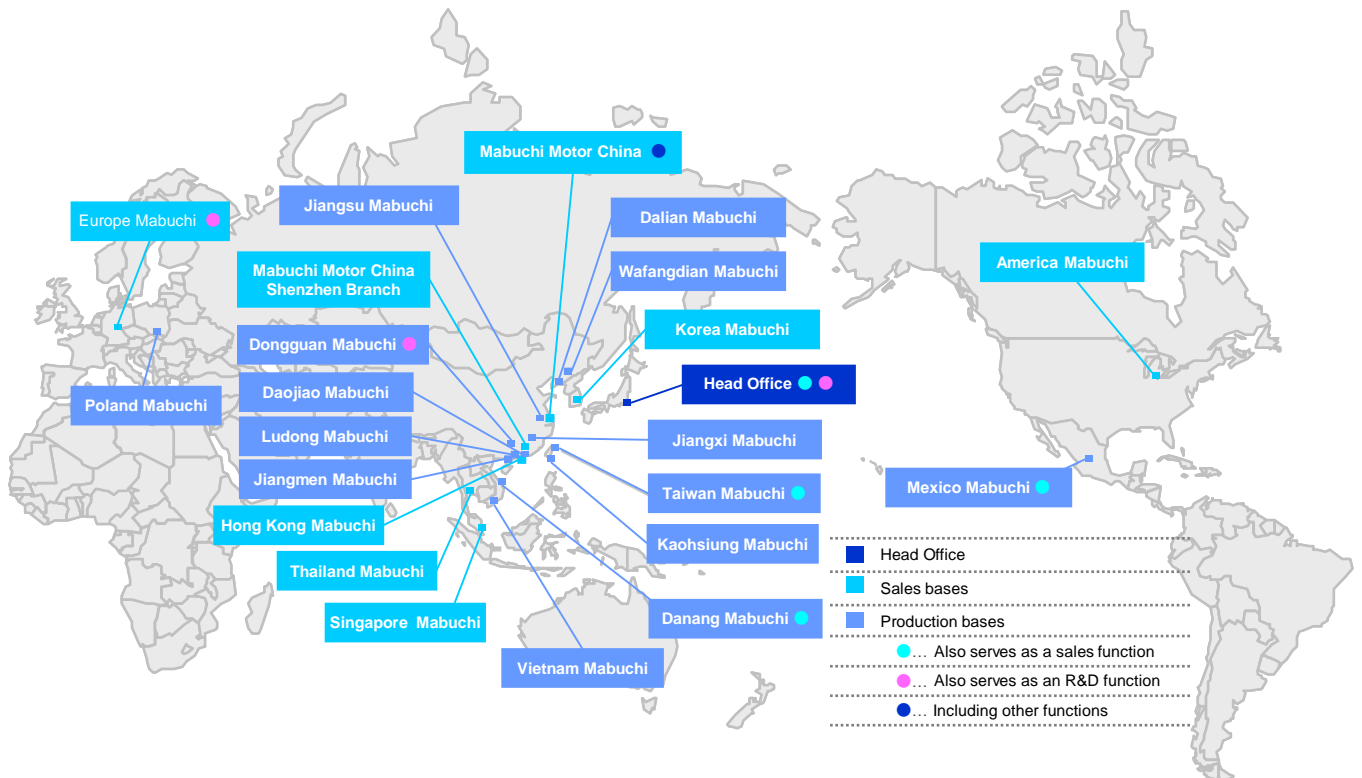 Mabuchi Motor China
Jiangsu Mabuchi
Dalian Mabuchi
Europe Mabuchi
Mabuchi Motor China
Shenzhen Branch
Wafangdian Mabuchi
America Mabuchi
Korea Mabuchi
Dongguan Mabuchi
Head Office
Daojiao Mabuchi
Poland Mabuchi
Ludong Mabuchi
Jiangxi Mabuchi
Jiangmen Mabuchi
Taiwan Mabuchi
Mexico Mabuchi
Hong Kong Mabuchi
Kaohsiung Mabuchi
Thailand Mabuchi
Singapore Mabuchi
Danang Mabuchi
Vietnam Mabuchi
Head Office
Sales bases
Production bases
… Also serves as a sales function
… Also serves as an R&D function
… Including other functions